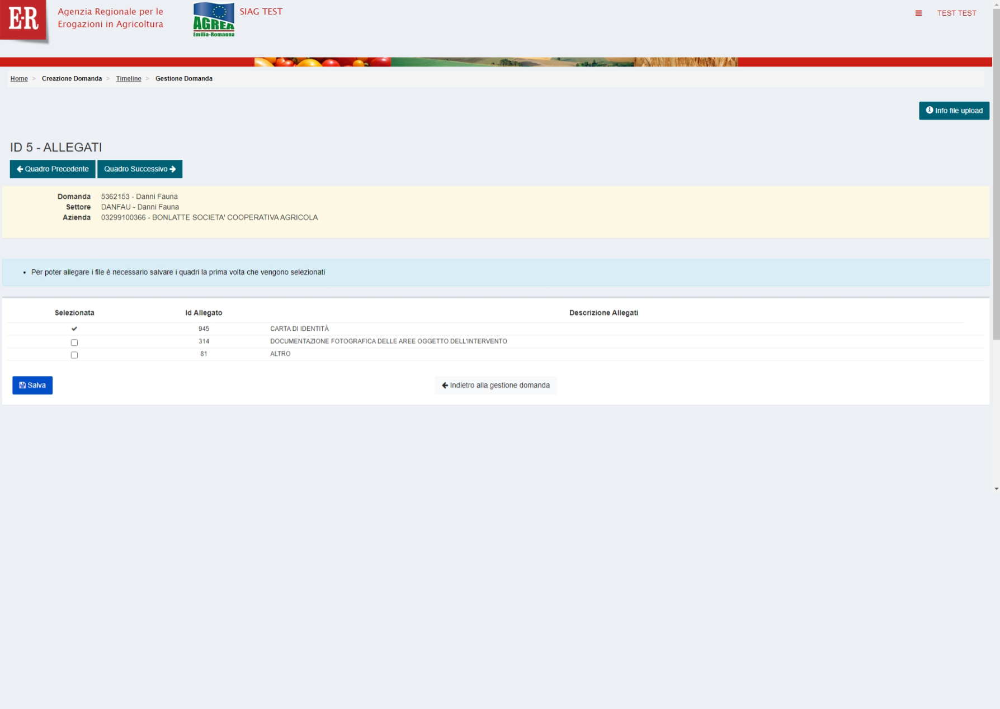 E-R
Agenzia Regionale per le
Erogazioni in Agricoltura
AGREA
Emilia-Romagna
SIAG TEST
TEST TEST
Home > Creazione Domanda > Timeline > Gestione Domanda
Info file upload
ID 5 - ALLEGATI
Quadro Precedente Quadro Successivo
Domanda 5362153 - Danni Fauna
Settore DANFAU - Danni Fauna
Azienda 03299100366 - BONLATTE SOCIETA' COOPERATIVA AGRICOLA
• Per poter allegare i file è necessario salvare i quadri la prima volta che vengono selezionati
Selezionata Id Allegato Descrizione Allegati
945 CARTA DI IDENTITÀ
314 DOCUMENTAZIONE FOTOGRAFICA DELLE AREE OGGETTO DELL'INTERVENTO
81 ALTRO
Salva Indietro alla gestione domanda